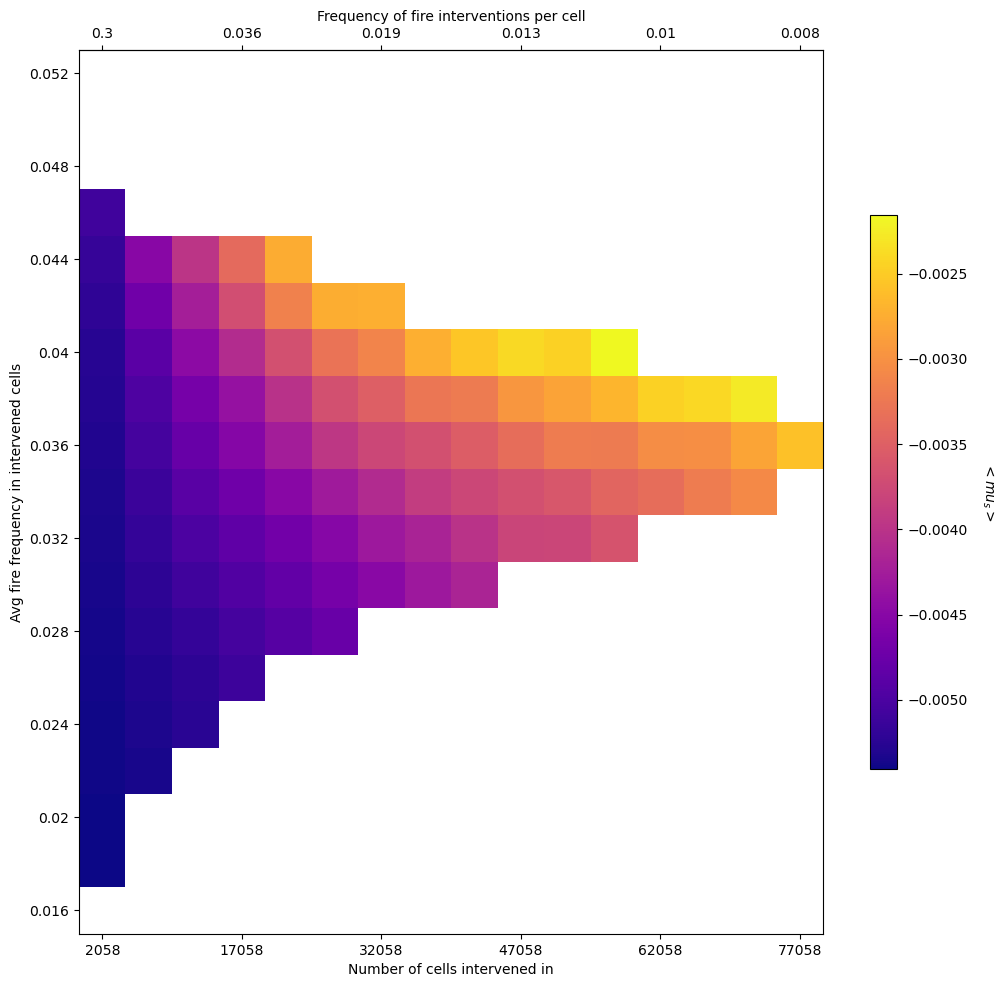 Frequency of fire interventions per cell
0.3 0.036 0.019 0.013 0.01 0.008
0.052
0.048
0.044
0.04
0.036
0.032
0.028
0.024
0.02
0.016
Avg fire frequency in intervened cells
2058 17058 32058 47058 62058 77058
Number of cells intervened in
−0.0025
−0.0030
−0.0035
−0.0040
−0.0045
−0.0050
< mu_s >